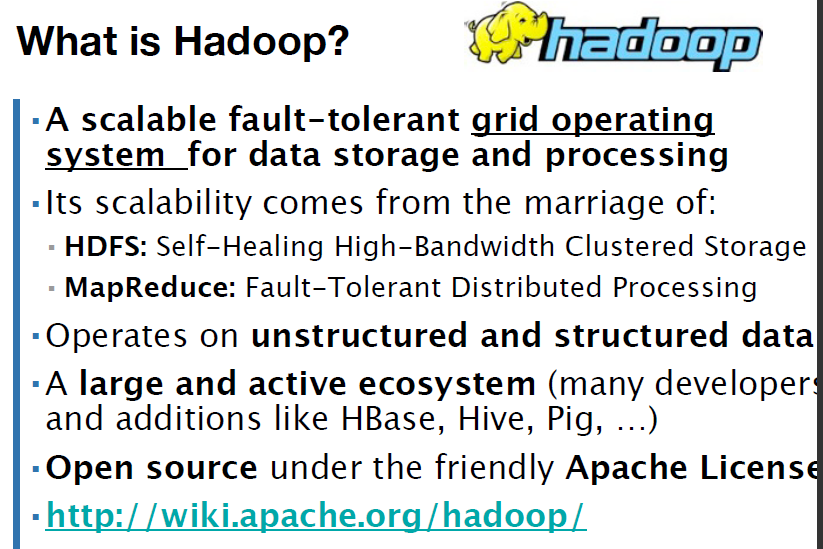 What is Hadoop?
hadoop
A scalable fault-tolerant grid operating
system for data storage and processing
Its scalability comes from the marriage of:
HDFS: Self-Healing High-Bandwidth Clustered Storage
MapReduce: Fault-Tolerant Distributed Processing
Operates on unstructured and structured data
A large and active ecosystem (many developers
and additions like HBase, Hive, Pig, …)
Open source under the friendly Apache License
http://wiki.apache.org/hadoop/